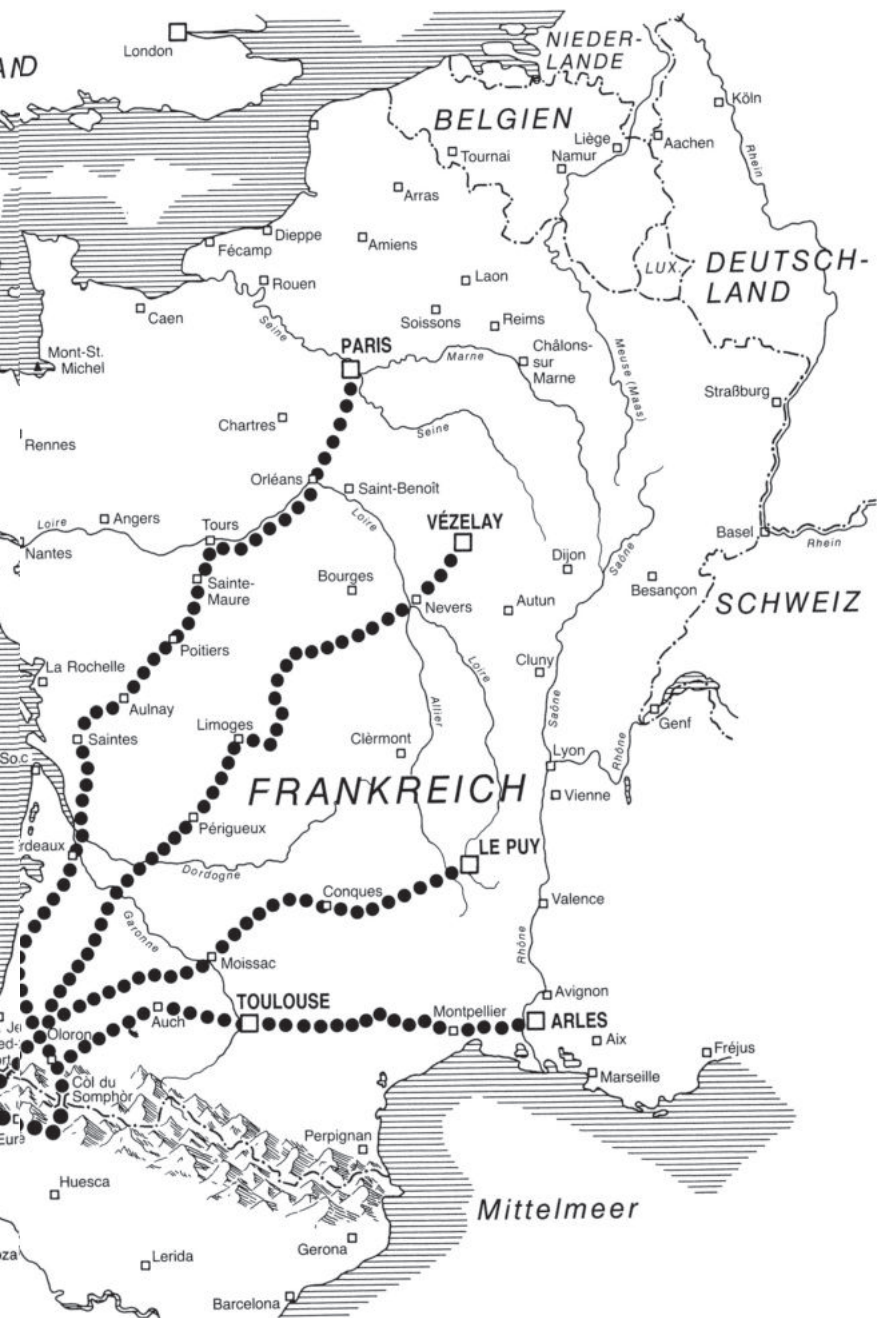 London
NIEDER-
LANDE
BELGIEN
Köln
Liège
Aachen
Tournai
Namur
Rhein
Arras
Dieppe
Fécamp
Amiens
LUX.
DEUTSCH-
LAND
Rouen
Laon
Caen
Seine
Soissons
Reims
PARIS
Marne
Châlons-
sur
Marne
Meuse (Maas)
Mont-St.
Michel
Straßburg
Chartres
Seine
Rennes
Orléans
Saint-Benoît
Loire
Angers
Tours
Loire
VÉZELAY
Basel
Rhein
Nantes
Dijon
Saône
Sainte-
Maure
Bourges
Besançon
Nevers
Autun
SCHWEIZ
Poitiers
Cluny
Loire
La Rochelle
Allier
Saône
Aulnay
Limoges
Genf
Saintes
Clèrmont
Lyon
Rhône
So.c
FRANKREICH
Vienne
Périgueux
rdeaux
LE PUY
Dordogne
Conques
Valence
Garonne
Rhône
Moissac
Avignon
TOULOUSE
Montpellier
ARLES
Auch
Oloron
Aix
Fréjus
Marseille
Còl du
Somphòr
Perpignan
Huesca
Mittelmeer
Gerona
Lerida
Barcelona